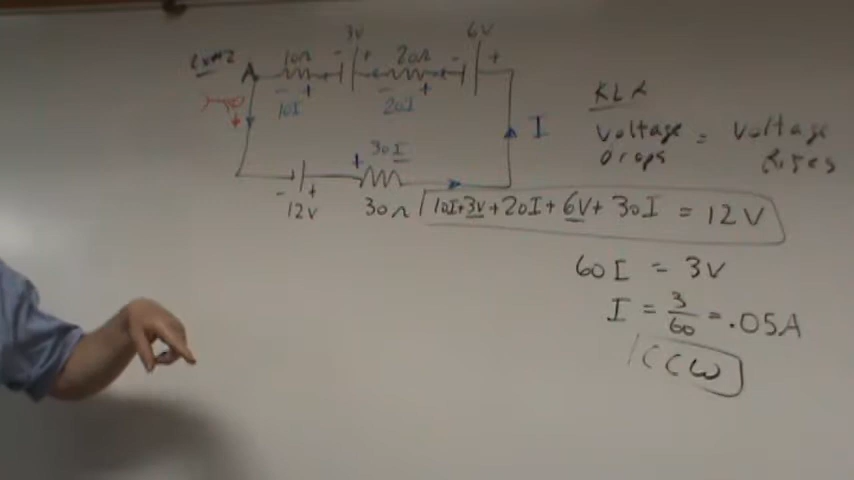 3V
6V
A 10Ω - + 20Ω - +
- + - +
10I 20I
I
+ 30I
- +
12V 30Ω
KLR
Voltage Drops = Voltage Rises
10I+3V+20I+6V+30I = 12V
60I = 3V
I = 3/60 = .05A
CCW